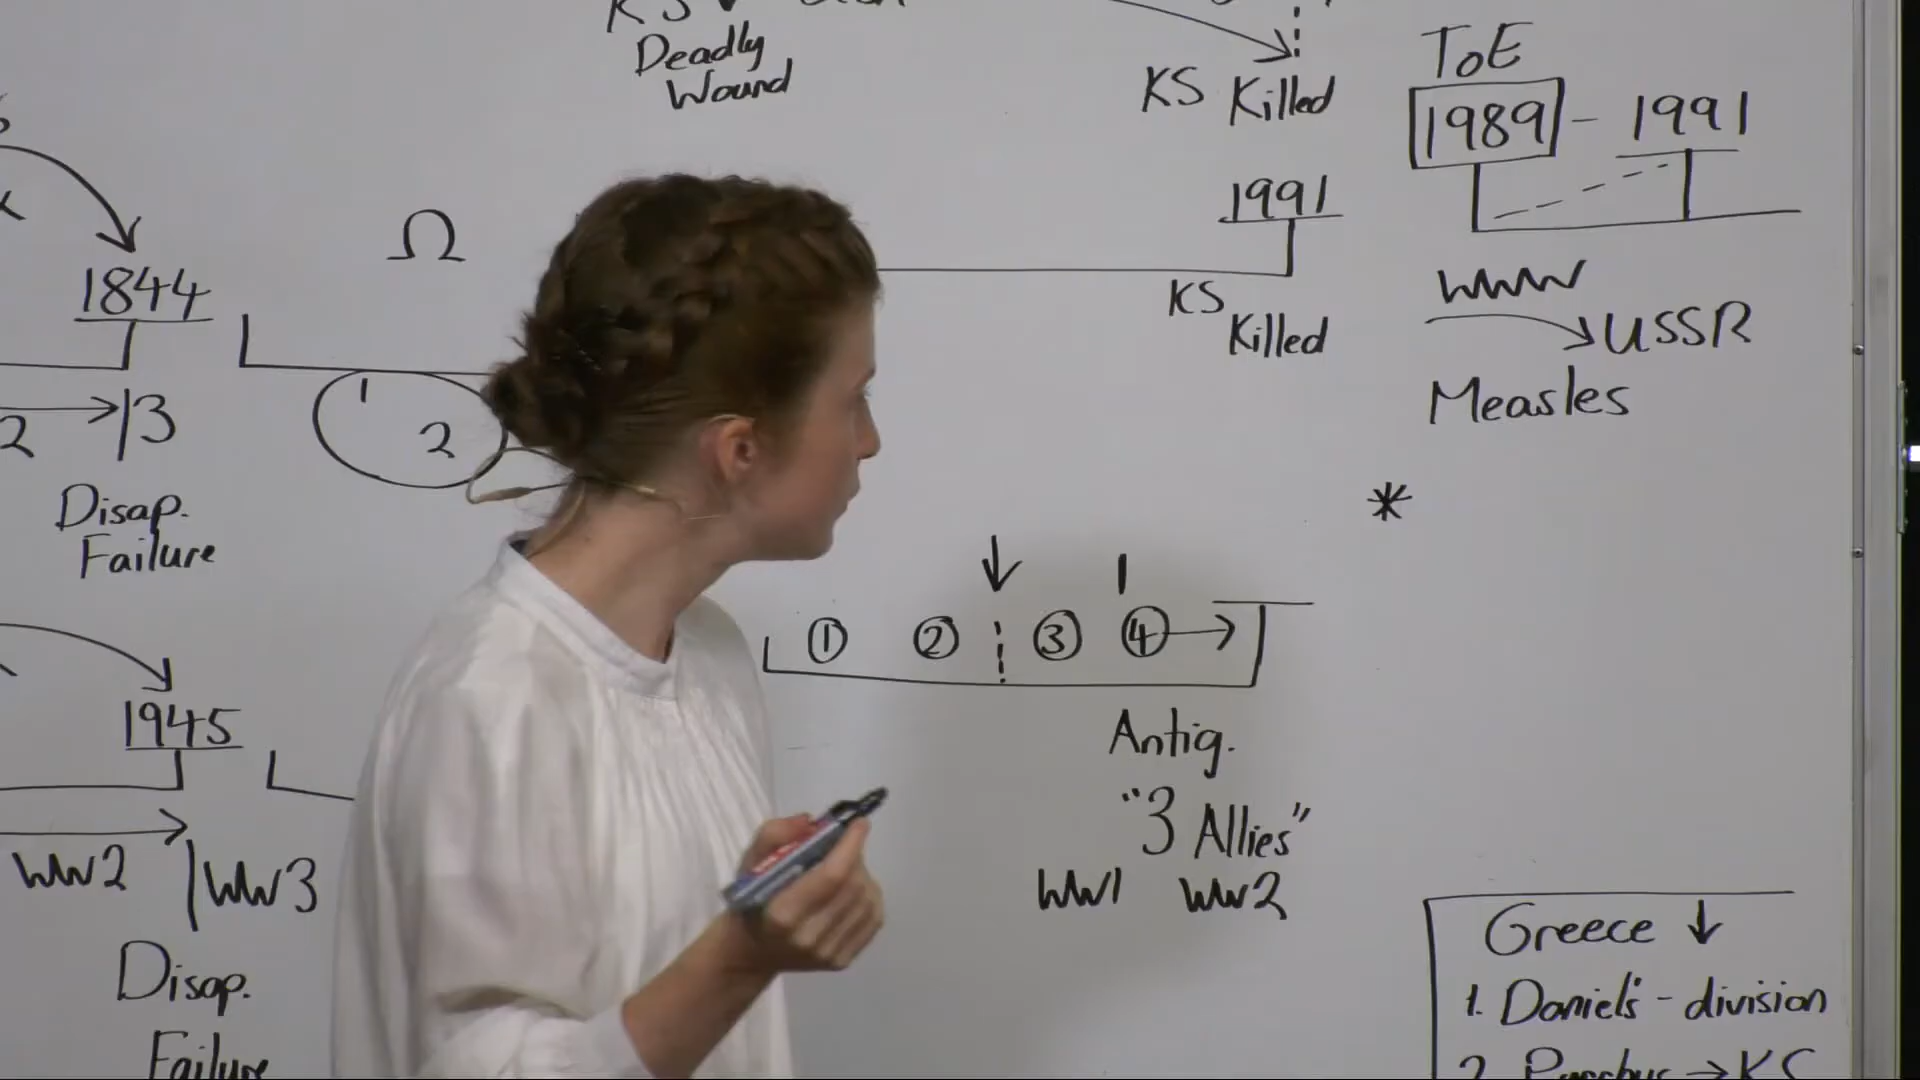 Deadly
Wound
KS Killed
ToE
1989 - 1991
1991
KS
Killed
WWW
USSR
Measles
1844
Ω
2 → 3
1
2
Disap.
Failure
*
1 2 3 4
1945
WW2 WW3
Disap.
Failure
Antig.
"3 Allies"
WW1 WW2
Greece ↓
1. Daniel's - division